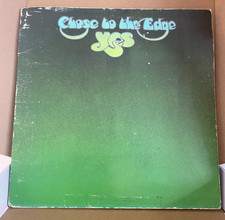 Close to the Edge
Yes